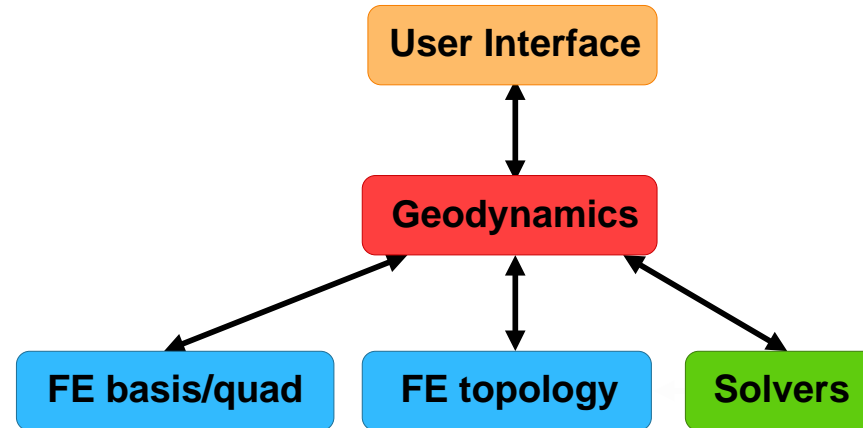 User Interface
Geodynamics
FE basis/quad
FE topology
Solvers